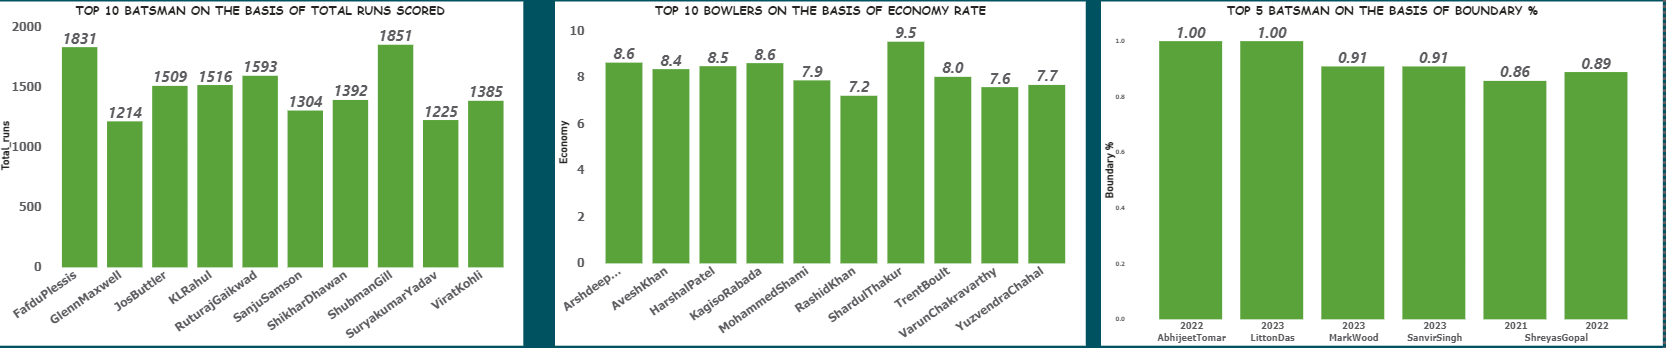 TOP 10 BATSMAN ON THE BASIS OF TOTAL RUNS SCORED
Total_runs
2000
1500
1000
500
0
1831
1214
1509
1516
1593
1304
1392
1851
1225
1385
FafduPlessis
GlennMaxwell
JosButtler
KLRahul
RuturajGaikwad
SanjuSamson
ShikharDhawan
ShubmanGill
SuryakumarYadav
ViratKohli
TOP 10 BOWLERS ON THE BASIS OF ECONOMY RATE
Economy
10
8
6
4
2
0
8.6
8.4
8.5
8.6
7.9
7.2
9.5
8.0
7.6
7.7
Arshdeep...
AveshKhan
HarshalPatel
KagisoRabada
MohammedShami
RashidKhan
ShardulThakur
TrentBoult
VarunChakravarthy
YuzvendraChahal
TOP 5 BATSMAN ON THE BASIS OF BOUNDARY %
Boundary %
1.0
0.8
0.6
0.4
0.2
0.0
1.00
1.00
0.91
0.91
0.86
0.89
2022 2023 2023 2023 2021 2022
AbhijeetTomar LittonDas MarkWood SanvirSingh ShreyasGopal